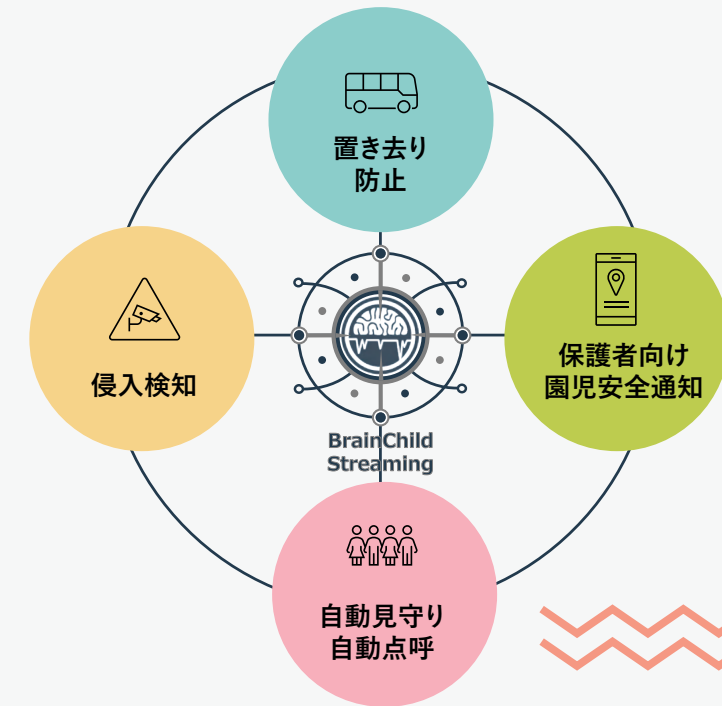 置き去り
防止
侵入検知
保護者向け
園児安全通知
BrainChild
Streaming
自動見守り
自動点呼